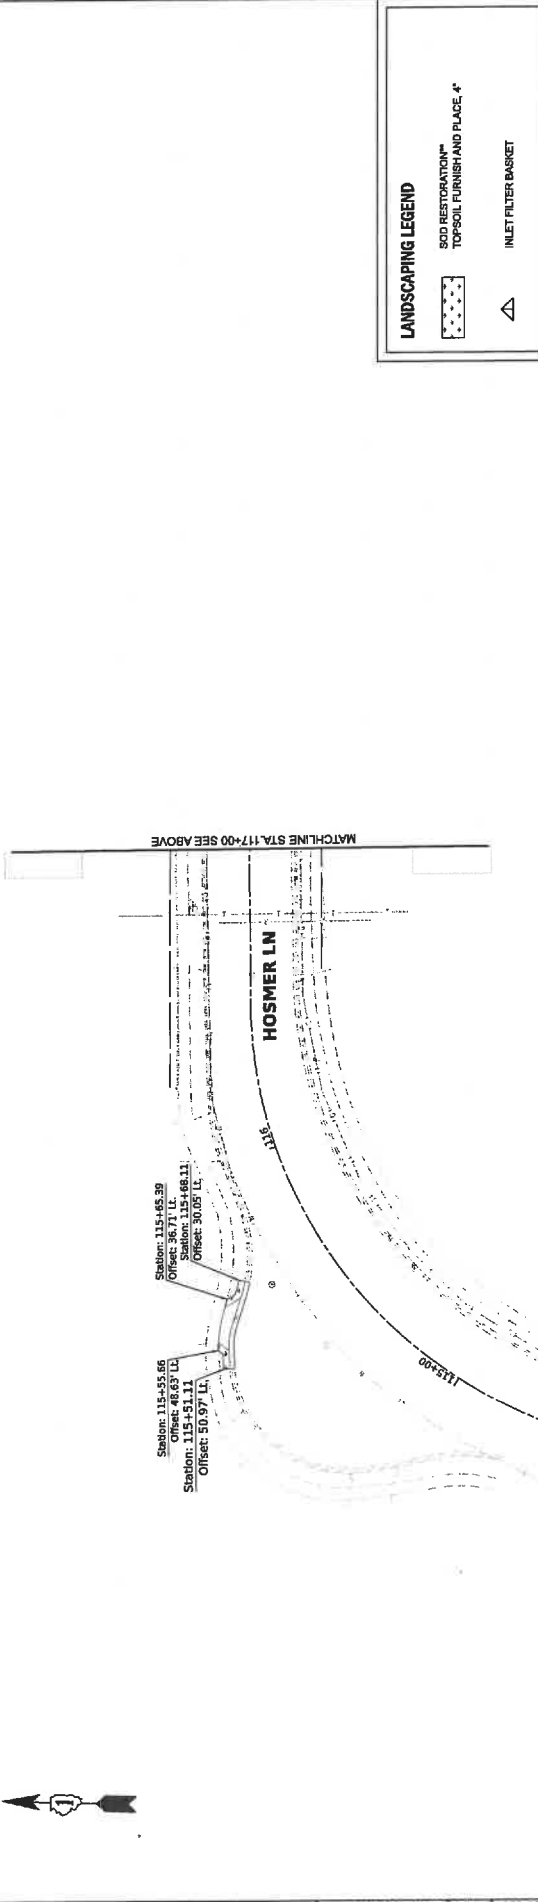 LANDSCAPING LEGEND
SOD RESTORATION**
TOPSOIL FURNISH AND PLACE, 4"
INLET FILTER BASKET
MATCHLINE STA.117+00 SEE ABOVE
HOSMER LN
116
115+00
Station: 115+65.39
Offset: 36.71' Lt.
Station: 115+68.11
Offset: 30.05' Lt.
Station: 115+55.66
Offset: 48.63' Lt.
Station: 115+51.11
Offset: 50.97' Lt.